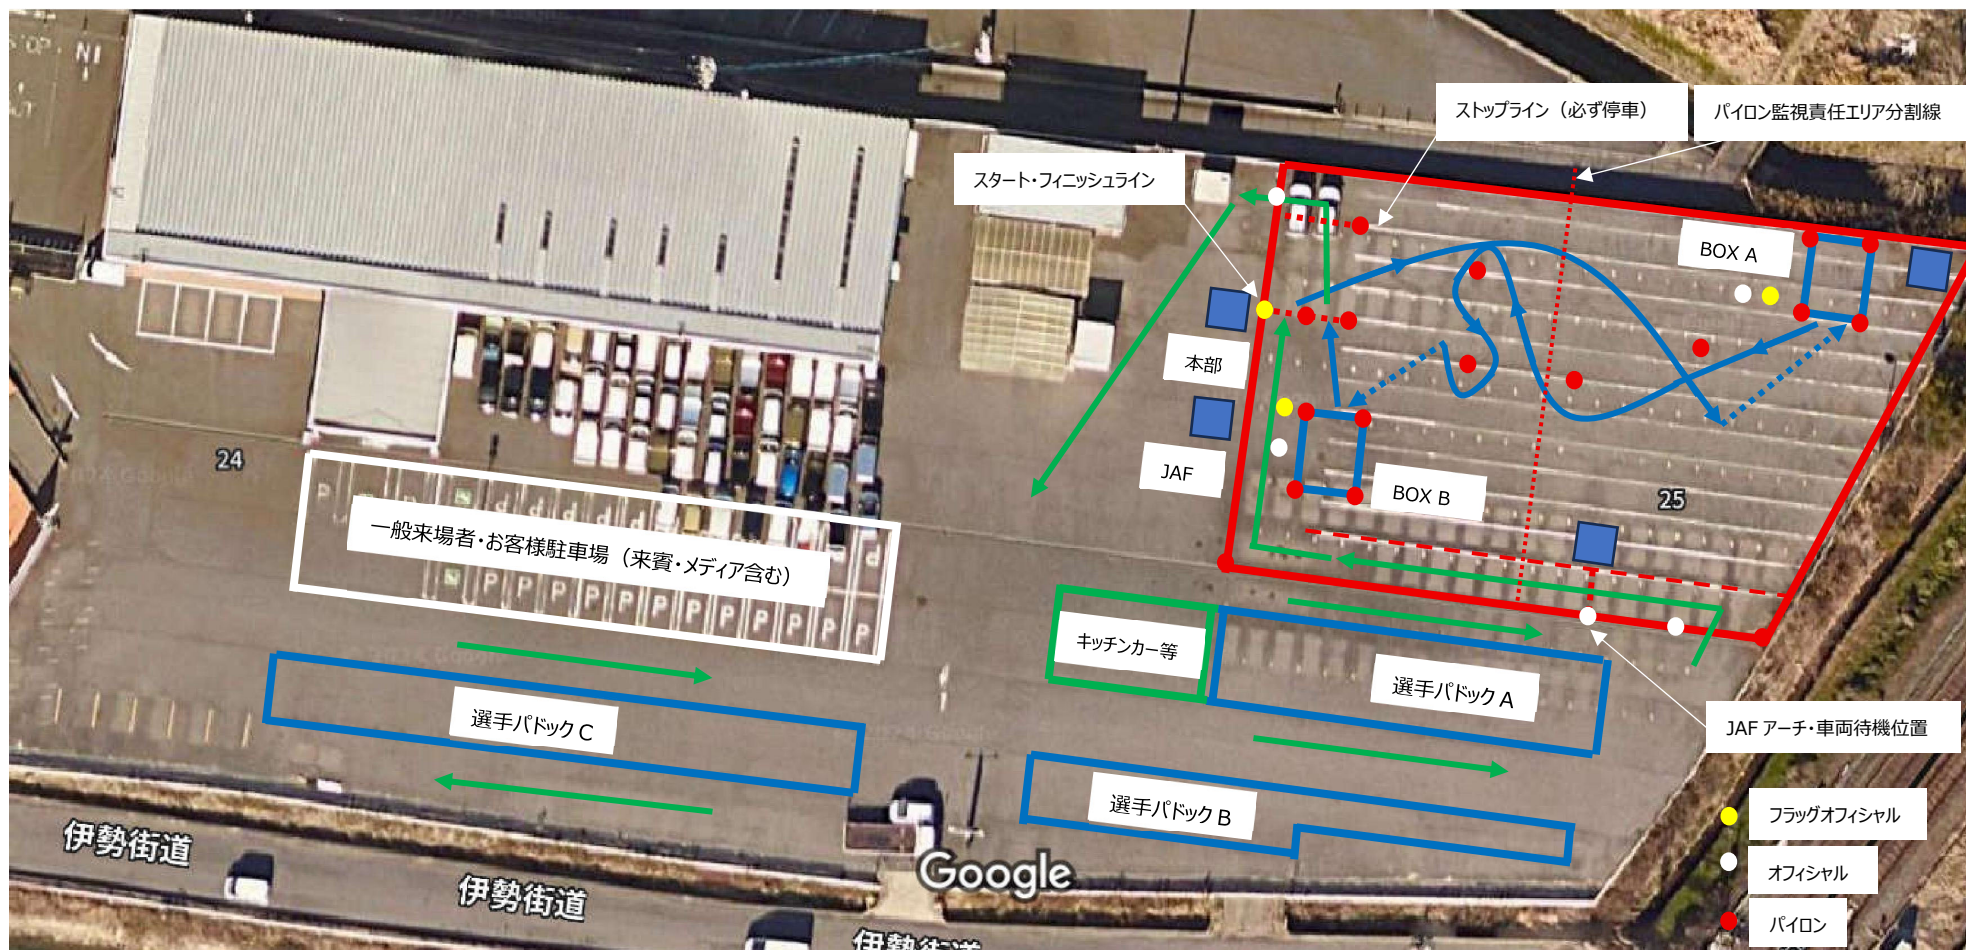 ストップライン（必ず停車）
パイロン監視責任エリア分割線
スタート・フィニッシュライン
BOX A
本部
JAF
BOX B
24
25
一般来場者・お客様駐車場（来賓・メディア含む）
キッチンカー等
選手パドック A
選手パドック C
選手パドック B
JAF アーチ・車両待機位置
フラッグオフィシャル
オフィシャル
パイロン
伊勢街道
伊勢街道
伊勢街道
Google